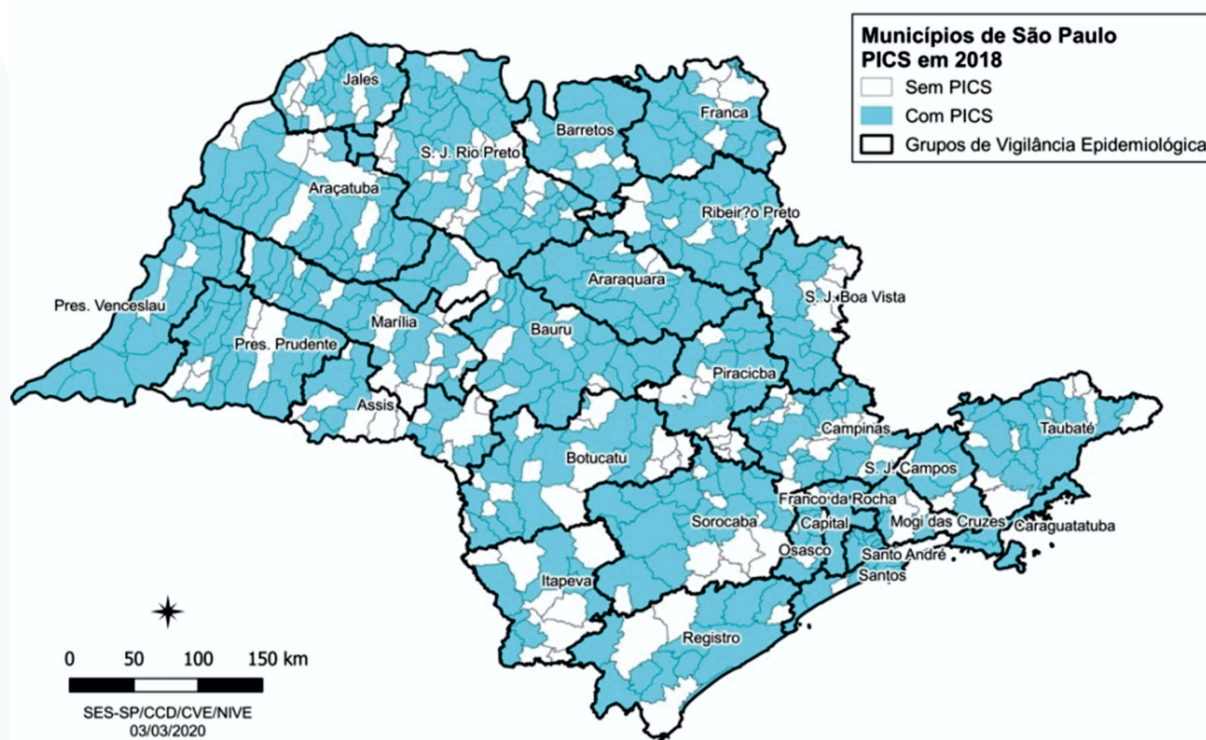 Municípios de São Paulo
PICS em 2018
Sem PICS
Com PICS
Grupos de Vigilância Epidemiológica
Jales
Franca
Barretos
S. J. Rio Preto
Araçatuba
Ribeir?o Preto
Araraquara
S. J. Boa Vista
Pres. Venceslau
Marília
Bauru
Pres. Prudente
Piracicba
Assis
Campinas
Taubaté
Botucatu
S. J. Campos
Franco da Rocha
Sorocaba
Capital
Mogi das Cruzes
Caraguatatuba
Osasco
Santo André
Santos
Itapeva
Registro
0 50 100 150 km
SES-SP/CCD/CVE/NIVE
03/03/2020